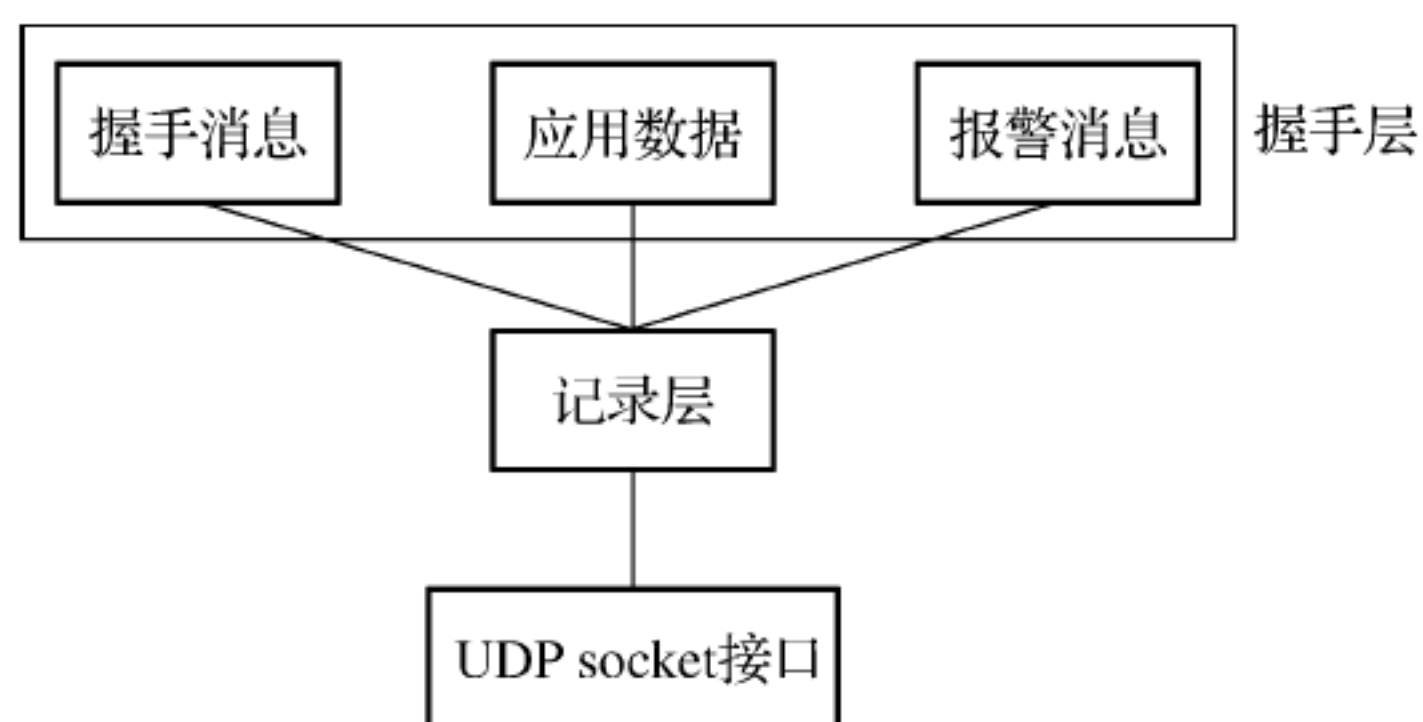 握手消息
应用数据
报警消息
握手层
记录层
UDP socket接口